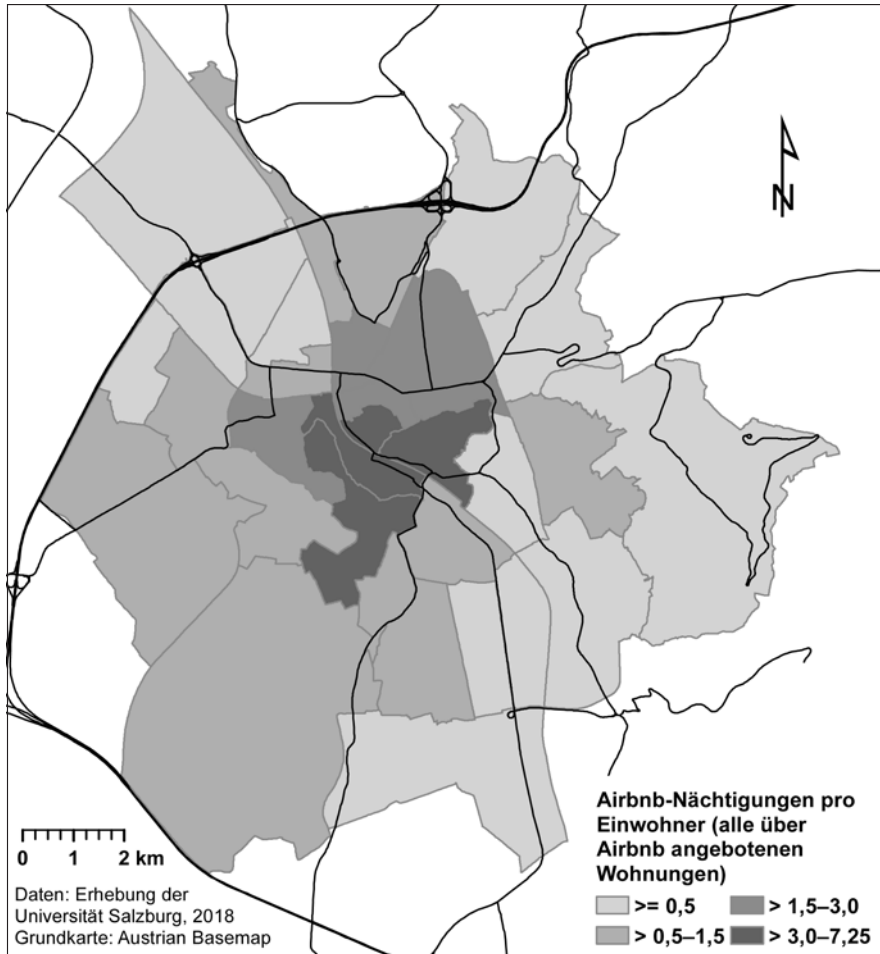 N
Airbnb-Nächtigungen pro
Einwohner (alle über
Airbnb angebotenen
Wohnungen)
>= 0,5
> 1,5–3,0
> 0,5–1,5
> 3,0–7,25
0 1 2 km
Daten: Erhebung der
Universität Salzburg, 2018
Grundkarte: Austrian Basemap